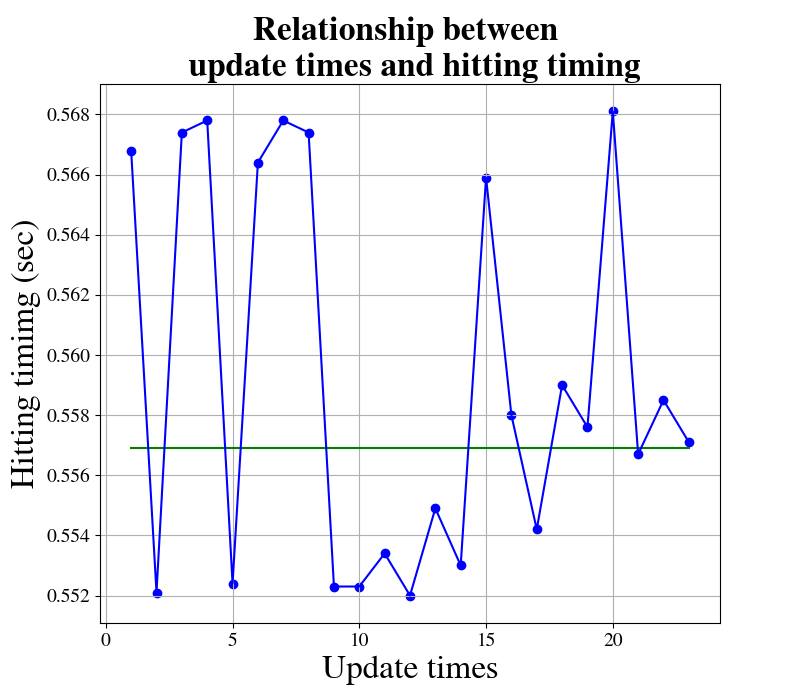 Relationship between
update times and hitting timing
0.568
0.566
0.564
0.562
0.560
0.558
0.556
0.554
0.552
Hitting timimg (sec)
0 5 10 15 20
Update times